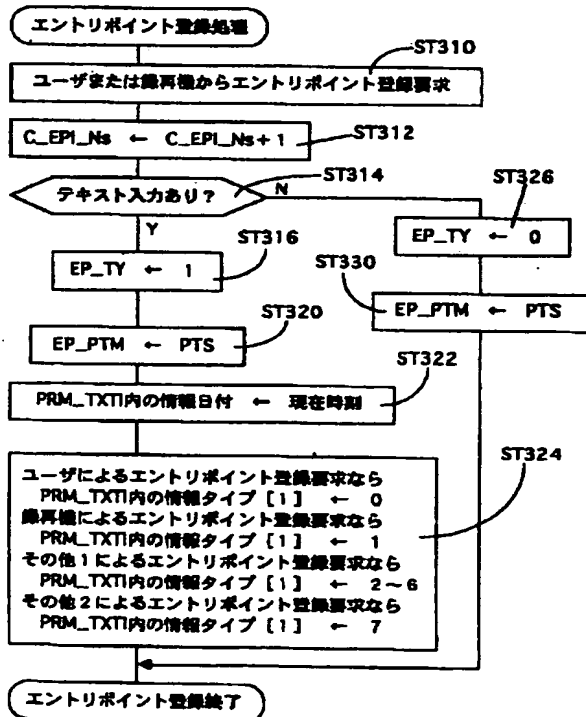 エントリポイント登録処理
ST310
ユーザまたは録再機からエントリポイント登録要求
C_EPI_Ns ← C_EPI_Ns+1
ST312
テキスト入力あり?
ST314
N
Y
ST326
EP_TY ← 0
ST316
EP_TY ← 1
ST330
EP_PTM ← PTS
ST320
EP_PTM ← PTS
ST322
PRM_TXTI内の情報日付 ← 現在時刻
ST324
ユーザによるエントリポイント登録要求なら
PRM_TXTI内の情報タイプ [1] ← 0
録再機によるエントリポイント登録要求なら
PRM_TXTI内の情報タイプ [1] ← 1
その他1によるエントリポイント登録要求なら
PRM_TXTI内の情報タイプ [1] ← 2~6
その他2によるエントリポイント登録要求なら
PRM_TXTI内の情報タイプ [1] ← 7
エントリポイント登録終了